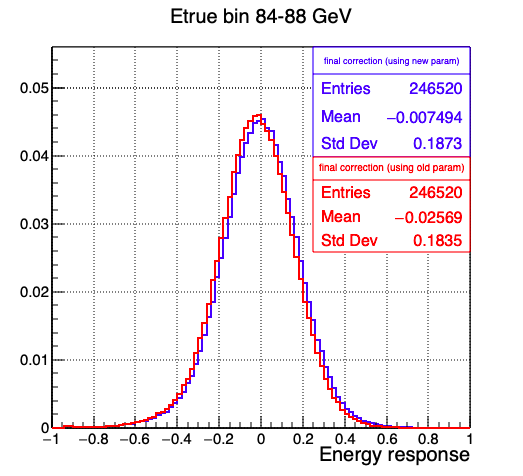 Etrue bin 84-88 GeV
final correction (using new param)
Entries 246520
Mean −0.007494
Std Dev 0.1873
final correction (using old param)
Entries 246520
Mean −0.02569
Std Dev 0.1835
0.05
0.04
0.03
0.02
0.01
0
−1 −0.8 −0.6 −0.4 −0.2 0 0.2 0.4 0.6 0.8 1
Energy response